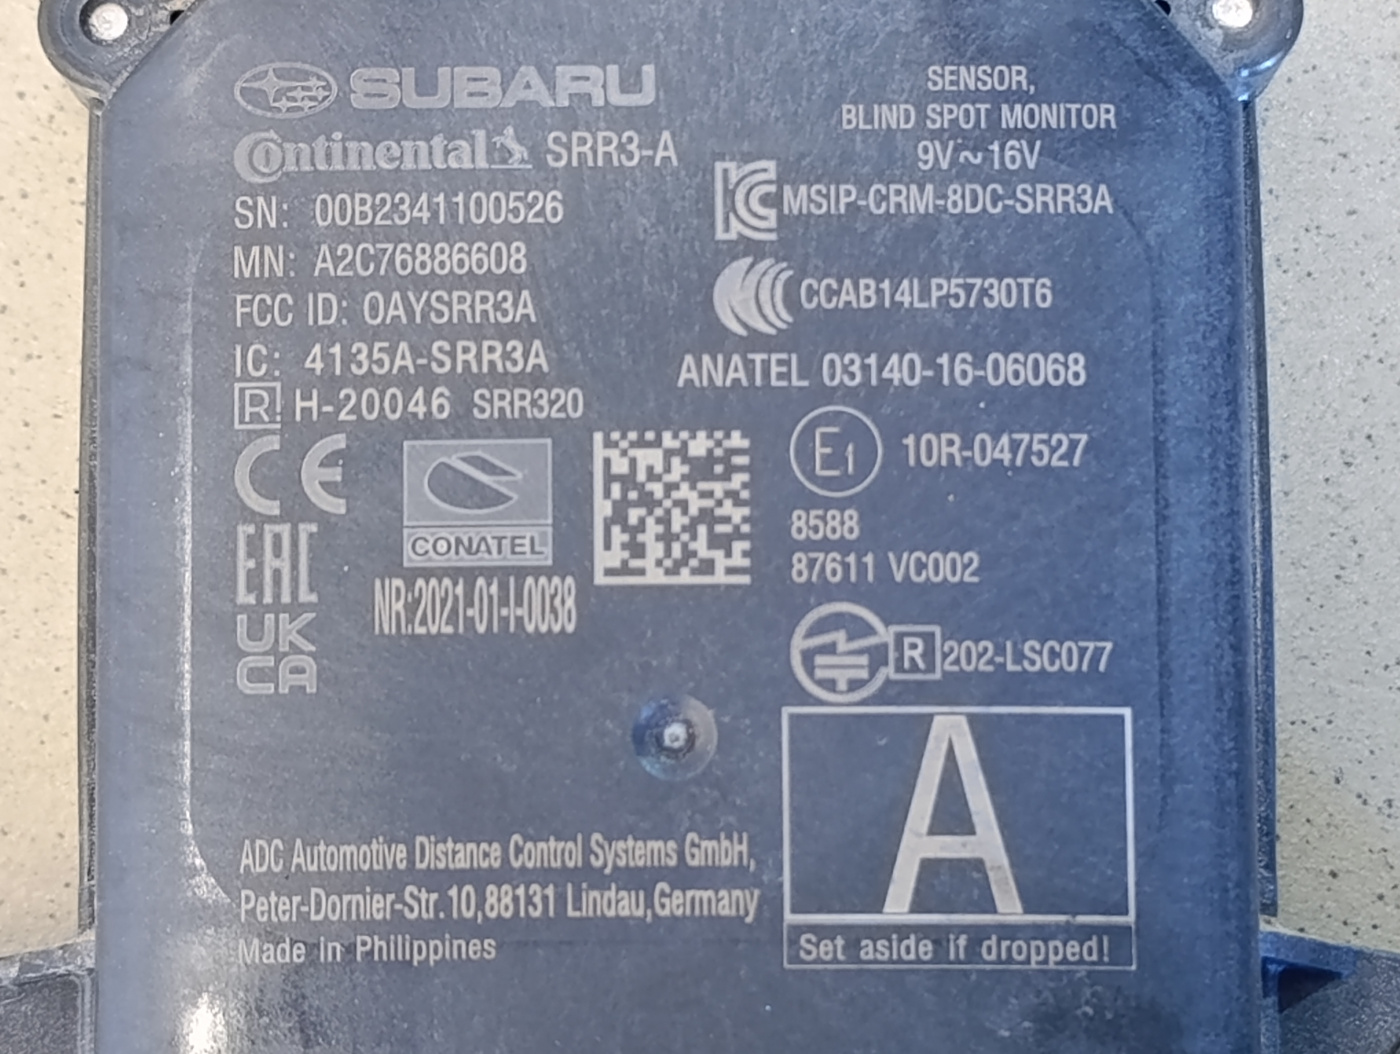 SUBARU
Continental SRR3-A
SN: 00B2341100526
MN: A2C76886608
FCC ID: OAYSRR3A
IC: 4135A-SRR3A
R H-20046 SRR320
CE
EAC
UK
CA
CONATEL
NR:2021-01-I-0038
SENSOR,
BLIND SPOT MONITOR
9V~16V
KC MSIP-CRM-8DC-SRR3A
CCAB14LP5730T6
ANATEL 03140-16-06068
E1 10R-047527
8588
87611 VC002
R 202-LSC077
ADC Automotive Distance Control Systems GmbH,
Peter-Dornier-Str.10,88131 Lindau,Germany
Made in Philippines
A
Set aside if dropped!